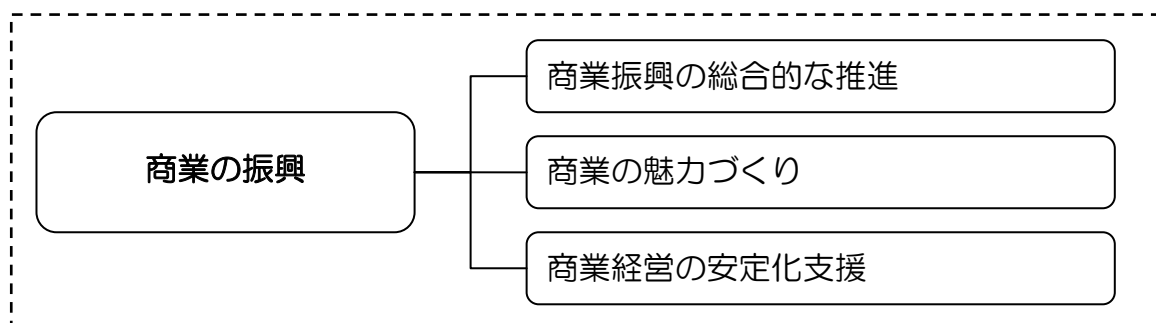 商業の振興
商業振興の総合的な推進
商業の魅力づくり
商業経営の安定化支援